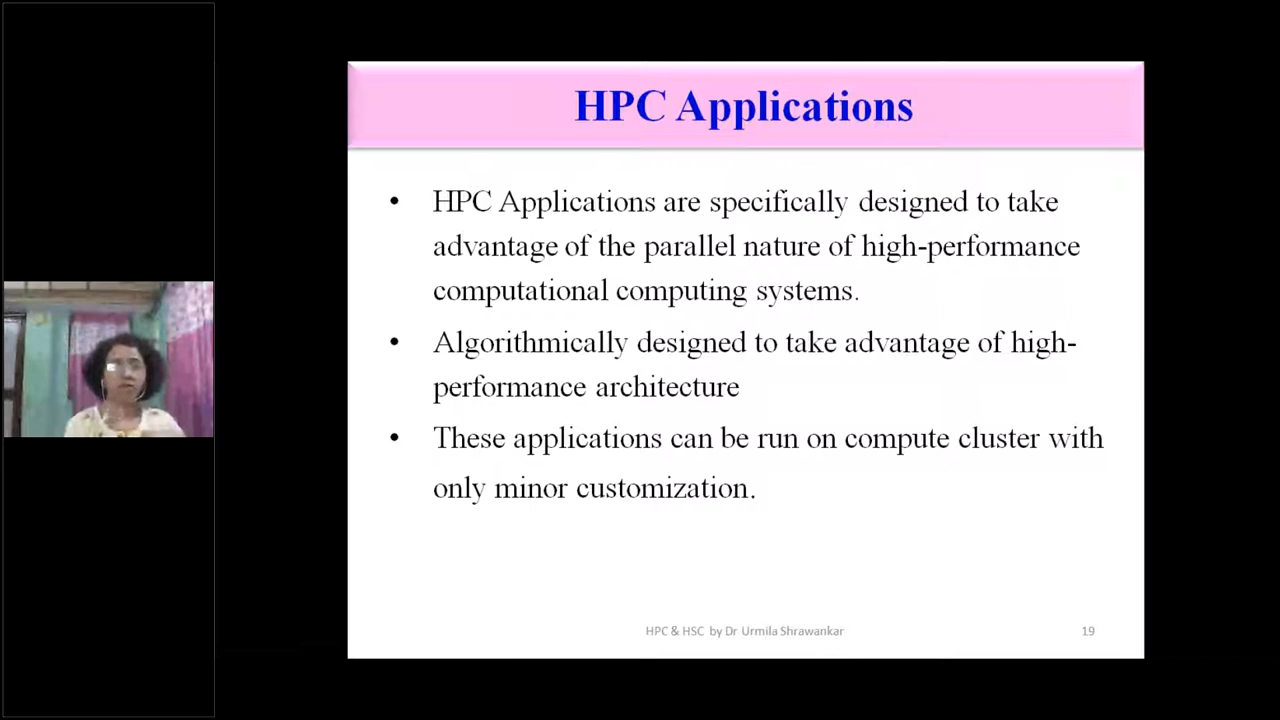 HPC Applications
• HPC Applications are specifically designed to take
advantage of the parallel nature of high-performance
computational computing systems.
• Algorithmically designed to take advantage of high-
performance architecture
• These applications can be run on compute cluster with
only minor customization.
HPC & HSC by Dr Urmila Shrawankar
19